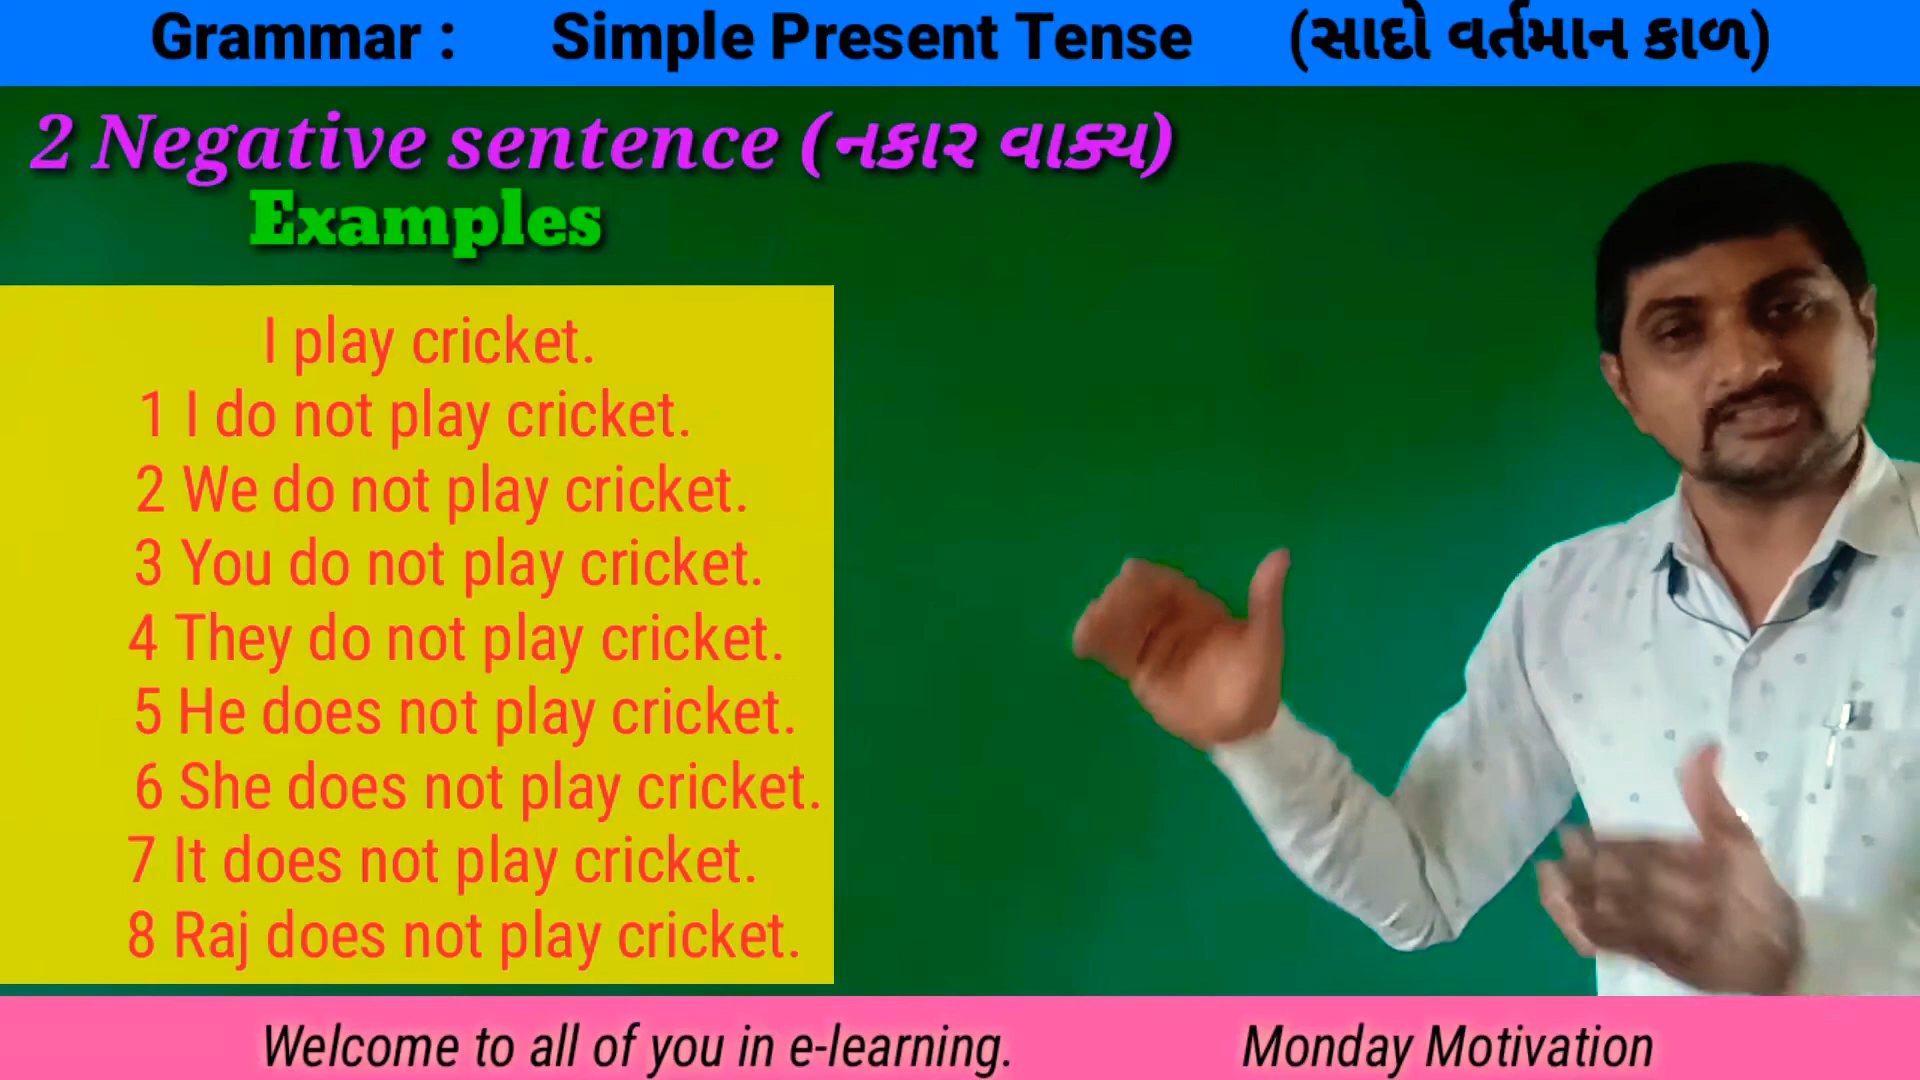 Grammar : Simple Present Tense (સાદો વર્તમાન કાળ)
2 Negative sentence (નકાર વાક્ય)
Examples
I play cricket.
1 I do not play cricket.
2 We do not play cricket.
3 You do not play cricket.
4 They do not play cricket.
5 He does not play cricket.
6 She does not play cricket.
7 It does not play cricket.
8 Raj does not play cricket.
Welcome to all of you in e-learning. Monday Motivation